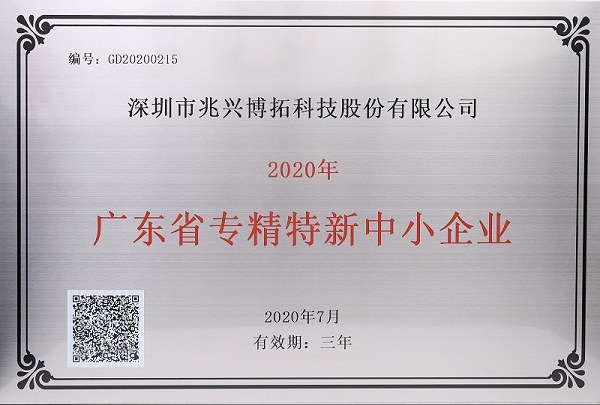 编号：GD20200215
深圳市兆兴博拓科技股份有限公司
2020年
广东省专精特新中小企业
2020年7月
有效期：三年